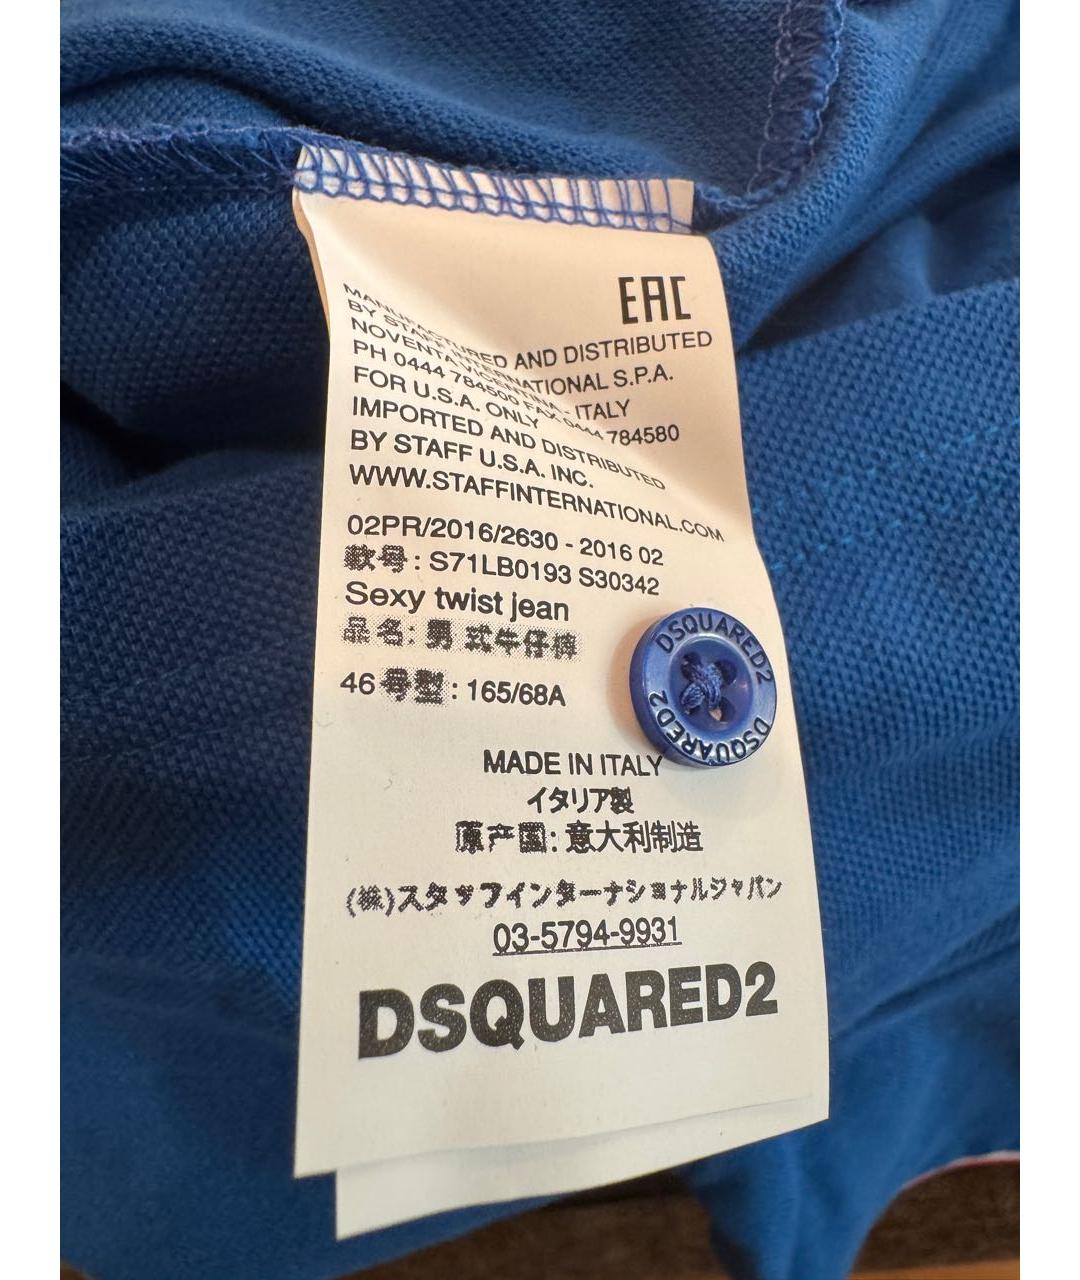 EAC
MANUFACTURED AND DISTRIBUTED
BY STAFF INTERNATIONAL S.P.A.
NOVENTA VICENTINA - ITALY
PH 0444 784500 FAX 0444 784580
FOR U.S.A. ONLY
IMPORTED AND DISTRIBUTED
BY STAFF U.S.A. INC.
WWW.STAFFINTERNATIONAL.COM
02PR/2016/2630 - 2016 02
款号: S71LB0193 S30342
Sexy twist jean
品名: 男 式牛仔裤
46号型: 165/68A
DSQUARED2
DSQUARED2
MADE IN ITALY
イタリア製
原产国: 意大利制造
(株)スタッフインターナショナルジャパン
03-5794-9931
DSQUARED2